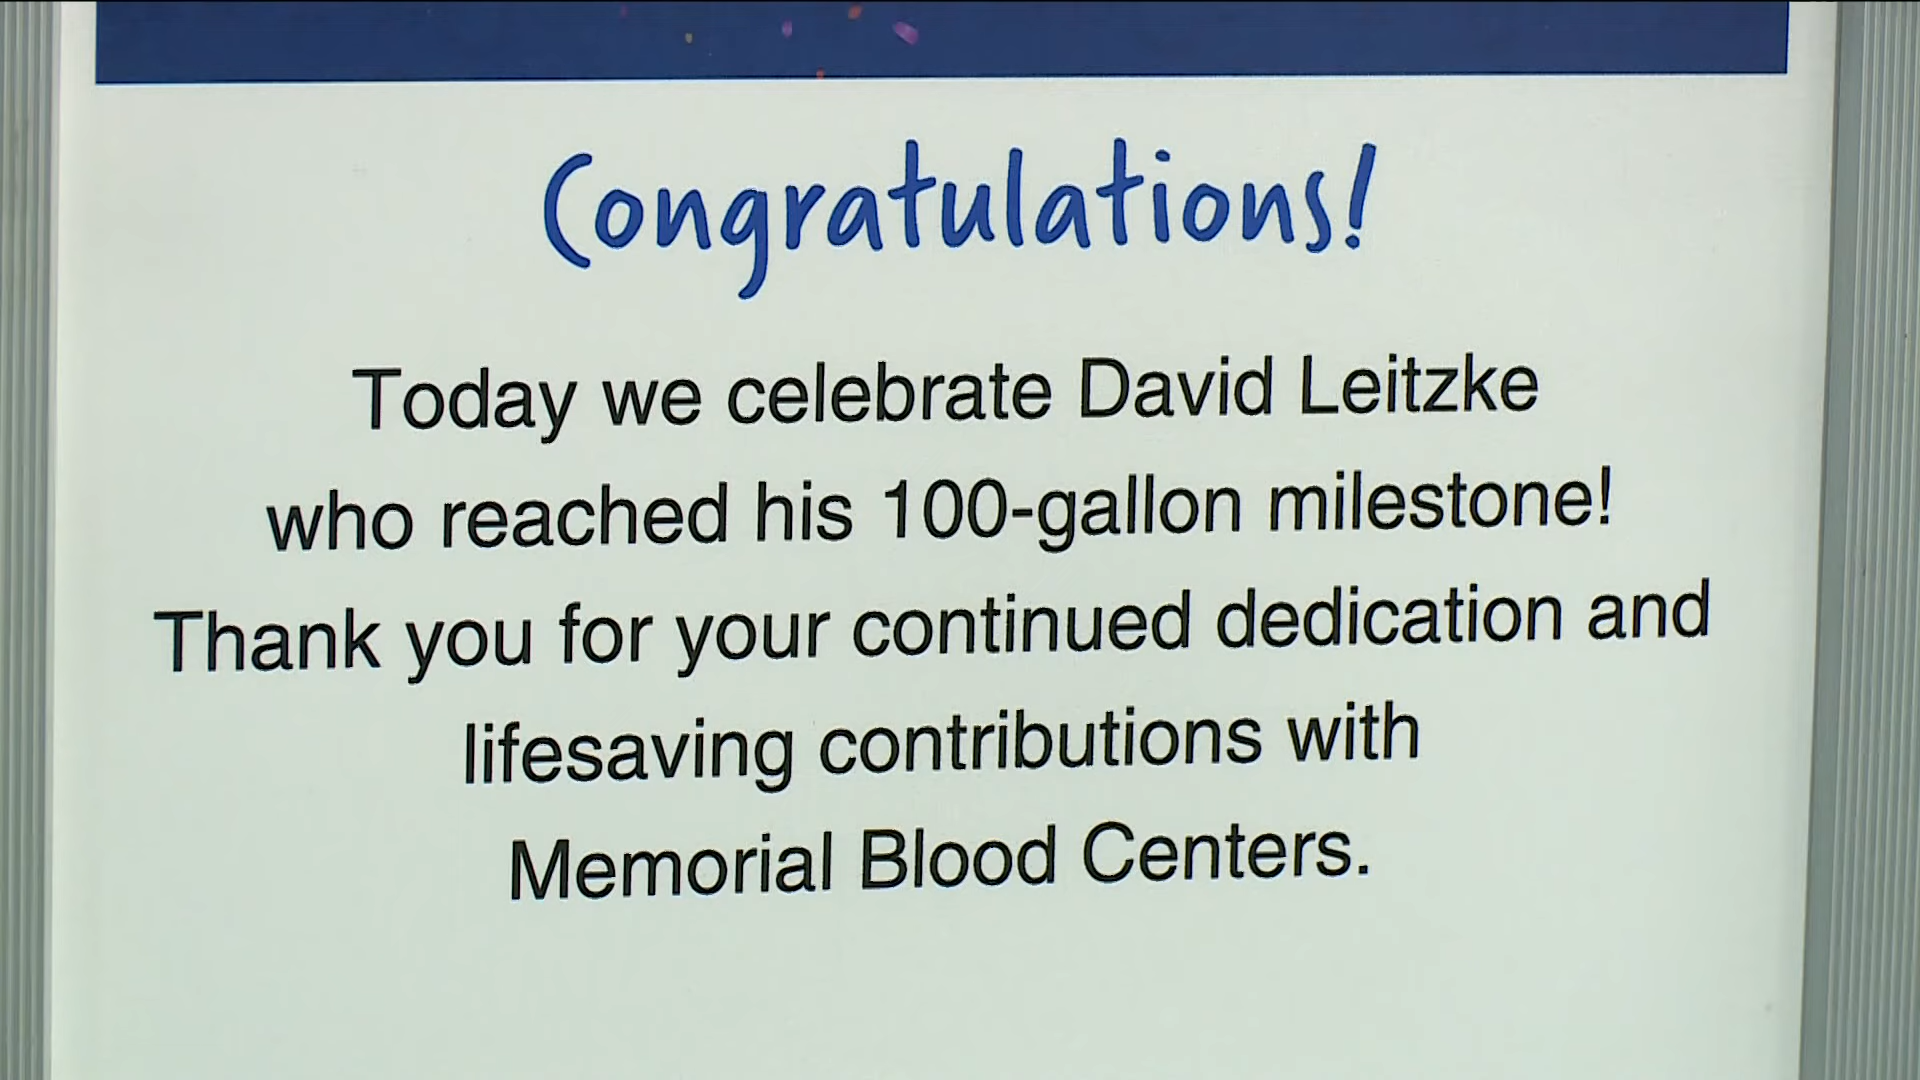 Congratulations!
Today we celebrate David Leitzke
who reached his 100-gallon milestone!
Thank you for your continued dedication and
lifesaving contributions with
Memorial Blood Centers.